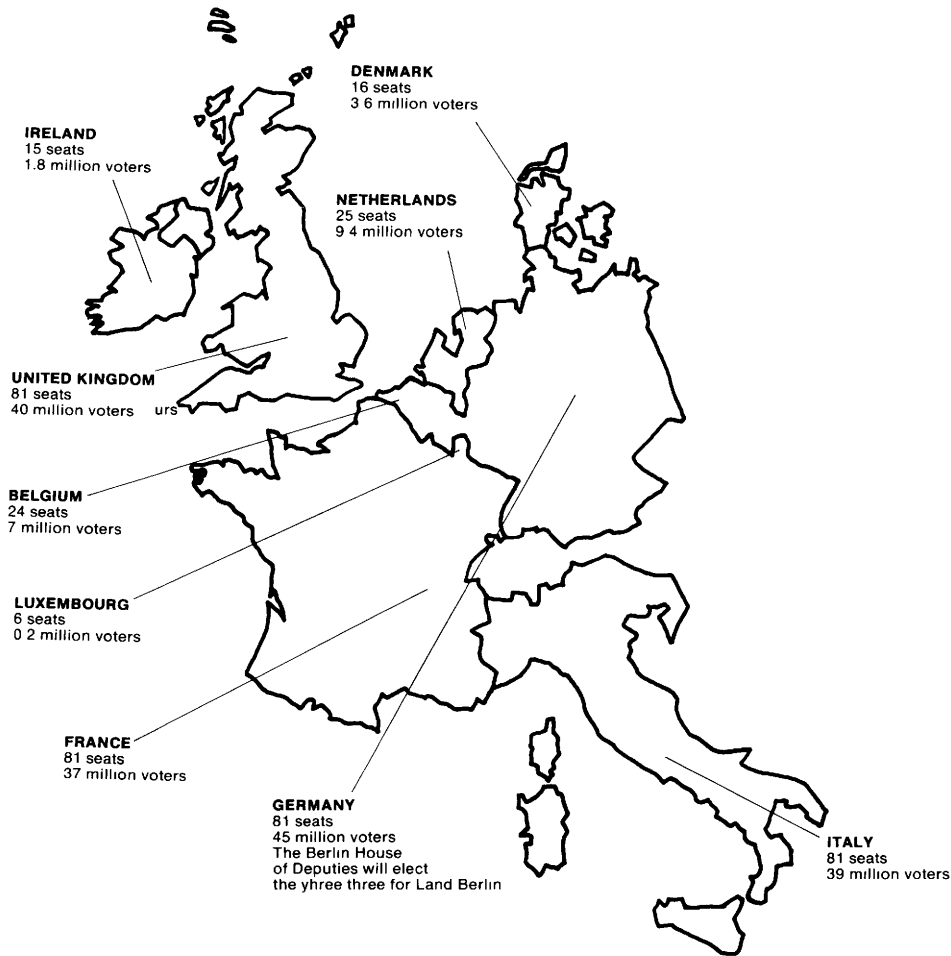 DENMARK
16 seats
3 6 million voters
IRELAND
15 seats
1.8 million voters
NETHERLANDS
25 seats
9 4 million voters
UNITED KINGDOM
81 seats
40 million voters urs
BELGIUM
24 seats
7 million voters
LUXEMBOURG
6 seats
0 2 million voters
FRANCE
81 seats
37 million voters
GERMANY
81 seats
45 million voters
The Berlin House
of Deputies will elect
the yhree three for Land Berlin
ITALY
81 seats
39 million voters